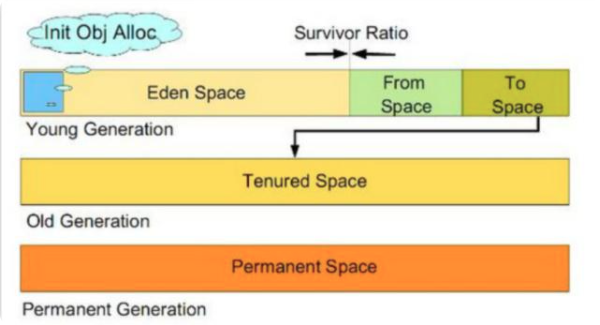 Init Obj Alloc
Survivor Ratio
Eden Space
From
Space
To
Space
Young Generation
Tenured Space
Old Generation
Permanent Space
Permanent Generation